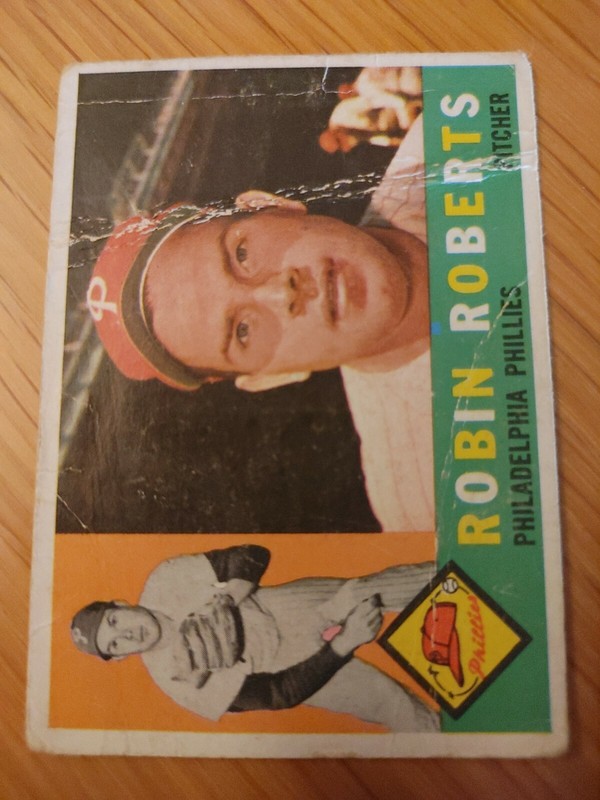 ROBIN ROBERTS
PHILADELPHIA PHILLIES PITCHER
Phillies
P
P